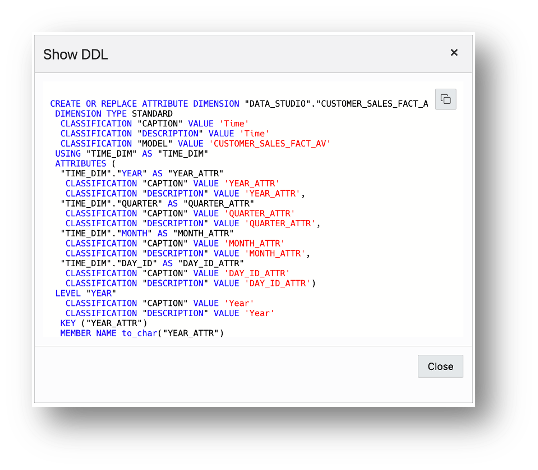 Show DDL
CREATE OR REPLACE ATTRIBUTE DIMENSION "DATA_STUDIO"."CUSTOMER_SALES_FACT_A
DIMENSION TYPE STANDARD
CLASSIFICATION "CAPTION" VALUE 'Time'
CLASSIFICATION "DESCRIPTION" VALUE 'Time'
CLASSIFICATION "MODEL" VALUE 'CUSTOMER_SALES_FACT_AV'
USING "TIME_DIM" AS "TIME_DIM"
ATTRIBUTES (
"TIME_DIM"."YEAR" AS "YEAR_ATTR"
CLASSIFICATION "CAPTION" VALUE 'YEAR_ATTR'
CLASSIFICATION "DESCRIPTION" VALUE 'YEAR_ATTR',
"TIME_DIM"."QUARTER" AS "QUARTER_ATTR"
CLASSIFICATION "CAPTION" VALUE 'QUARTER_ATTR'
CLASSIFICATION "DESCRIPTION" VALUE 'QUARTER_ATTR',
"TIME_DIM"."MONTH" AS "MONTH_ATTR"
CLASSIFICATION "CAPTION" VALUE 'MONTH_ATTR'
CLASSIFICATION "DESCRIPTION" VALUE 'MONTH_ATTR',
"TIME_DIM"."DAY_ID" AS "DAY_ID_ATTR"
CLASSIFICATION "CAPTION" VALUE 'DAY_ID_ATTR'
CLASSIFICATION "DESCRIPTION" VALUE 'DAY_ID_ATTR')
LEVEL "YEAR"
CLASSIFICATION "CAPTION" VALUE 'Year'
CLASSIFICATION "DESCRIPTION" VALUE 'Year'
KEY ("YEAR_ATTR")
MEMBER NAME to_char("YEAR_ATTR")
Close